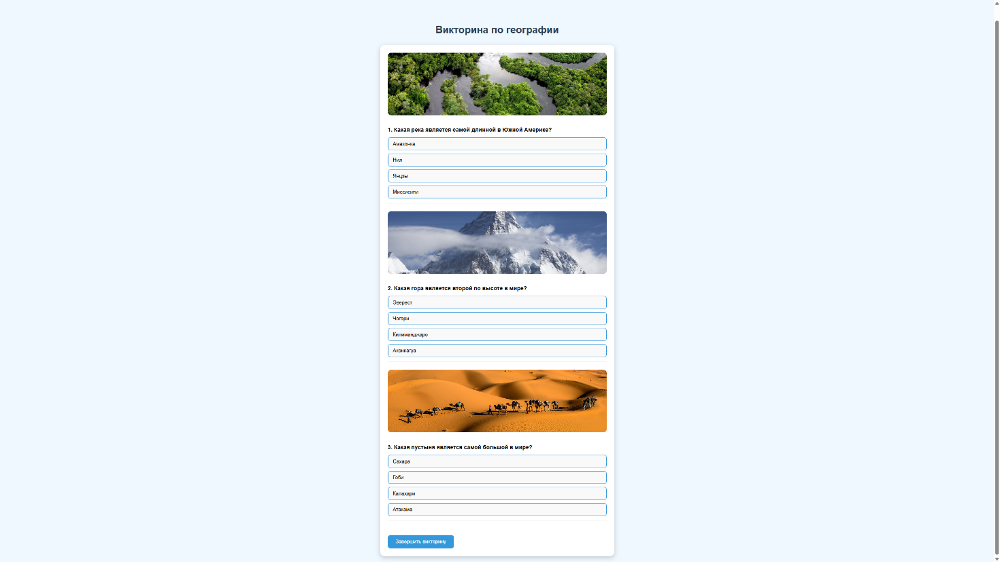 Викторина по географии
1. Какая река является самой длинной в Южной Америке?
Амазонка
Нил
Янцзы
Миссисипи
2. Какая гора является второй по высоте в мире?
Эверест
Чогори
Килиманджаро
Аконкагуа
3. Какая пустыня является самой большой в мире?
Сахара
Гоби
Калахари
Атакама
Завершить викторину